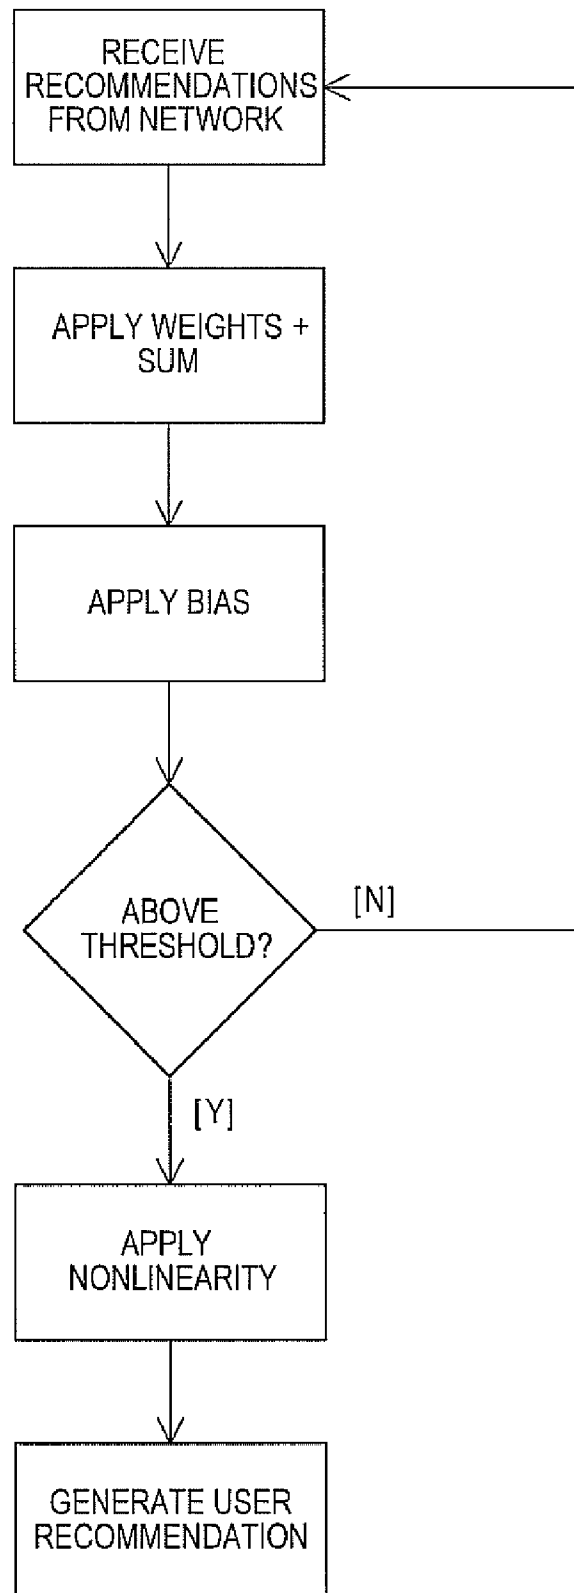 RECEIVE
RECOMMENDATIONS
FROM NETWORK
APPLY WEIGHTS +
SUM
APPLY BIAS
ABOVE
THRESHOLD?
[N]
[Y]
APPLY
NONLINEARITY
GENERATE USER
RECOMMENDATION